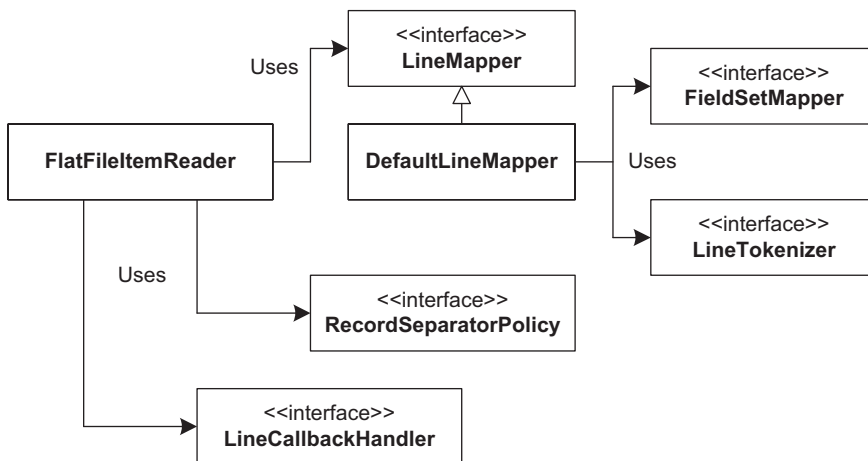 <<interface>>
LineMapper
Uses
<<interface>>
FieldSetMapper
FlatFileItemReader
DefaultLineMapper
Uses
<<interface>>
LineTokenizer
Uses
<<interface>>
RecordSeparatorPolicy
<<interface>>
LineCallbackHandler